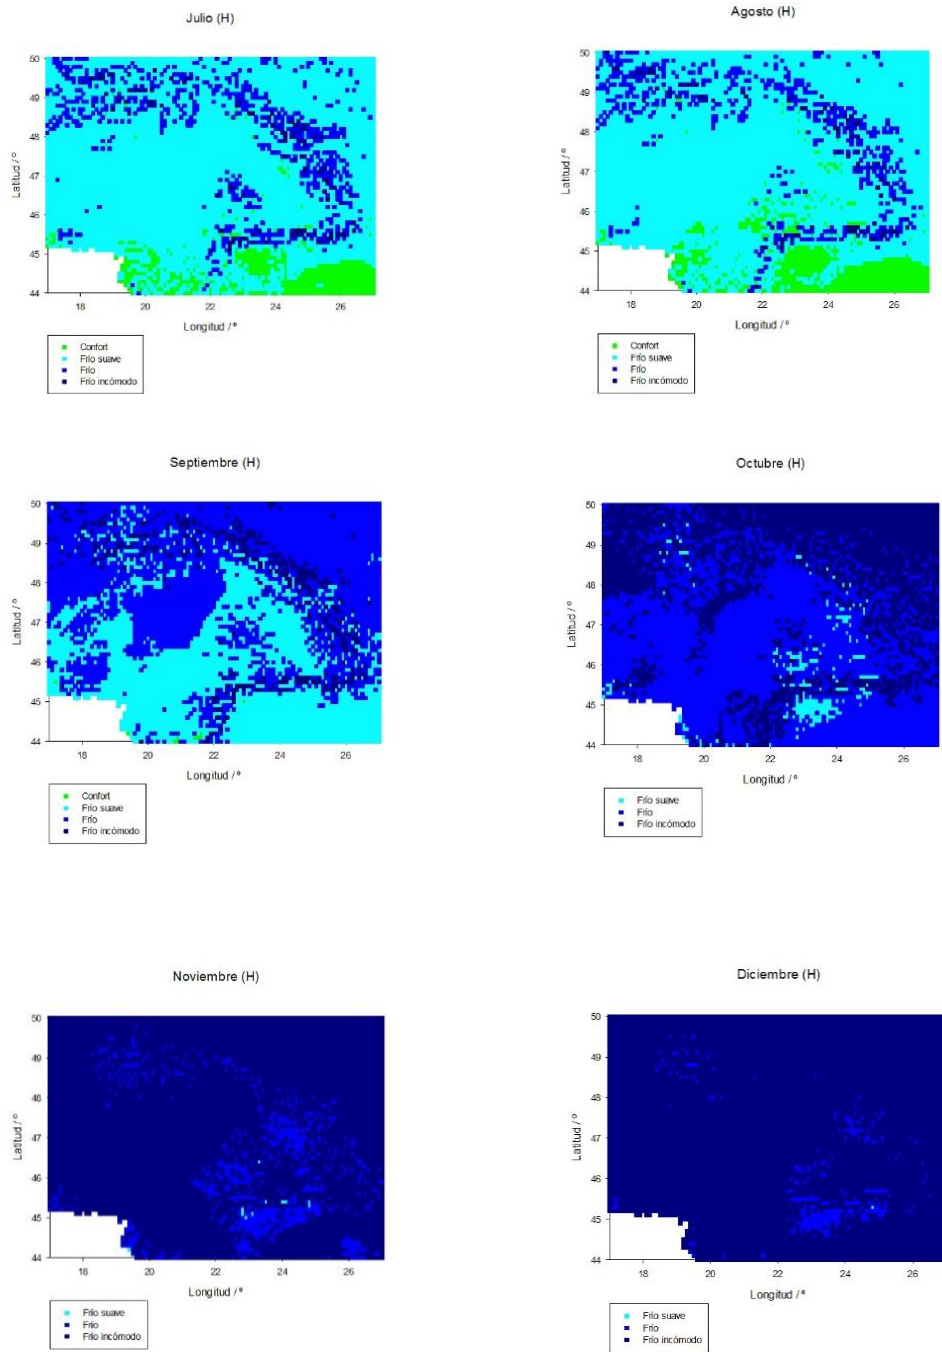 Julio (H)
50
49
48
47
46
45
44
Latitud / º
18
20
22
24
26
Longitud / º
Confort
Frío suave
Frío
Frío incómodo
Agosto (H)
50
49
48
47
46
45
44
Latitud / º
18
20
22
24
26
Longitud / º
Confort
Frío suave
Frío
Frío incómodo
Septiembre (H)
50
49
48
47
46
45
44
Latitud / º
18
20
22
24
26
Longitud / º
Confort
Frío suave
Frío
Frío incómodo
Octubre (H)
50
49
48
47
46
45
44
Latitud / º
18
20
22
24
26
Longitud / º
Frío suave
Frío
Frío incómodo
Noviembre (H)
50
49
48
47
46
45
44
Latitud / º
18
20
22
24
26
Longitud / º
Frío suave
Frío
Frío incómodo
Diciembre (H)
50
49
48
47
46
45
44
Latitud / º
18
20
22
24
26
Longitud / º
Frío suave
Frío
Frío incómodo